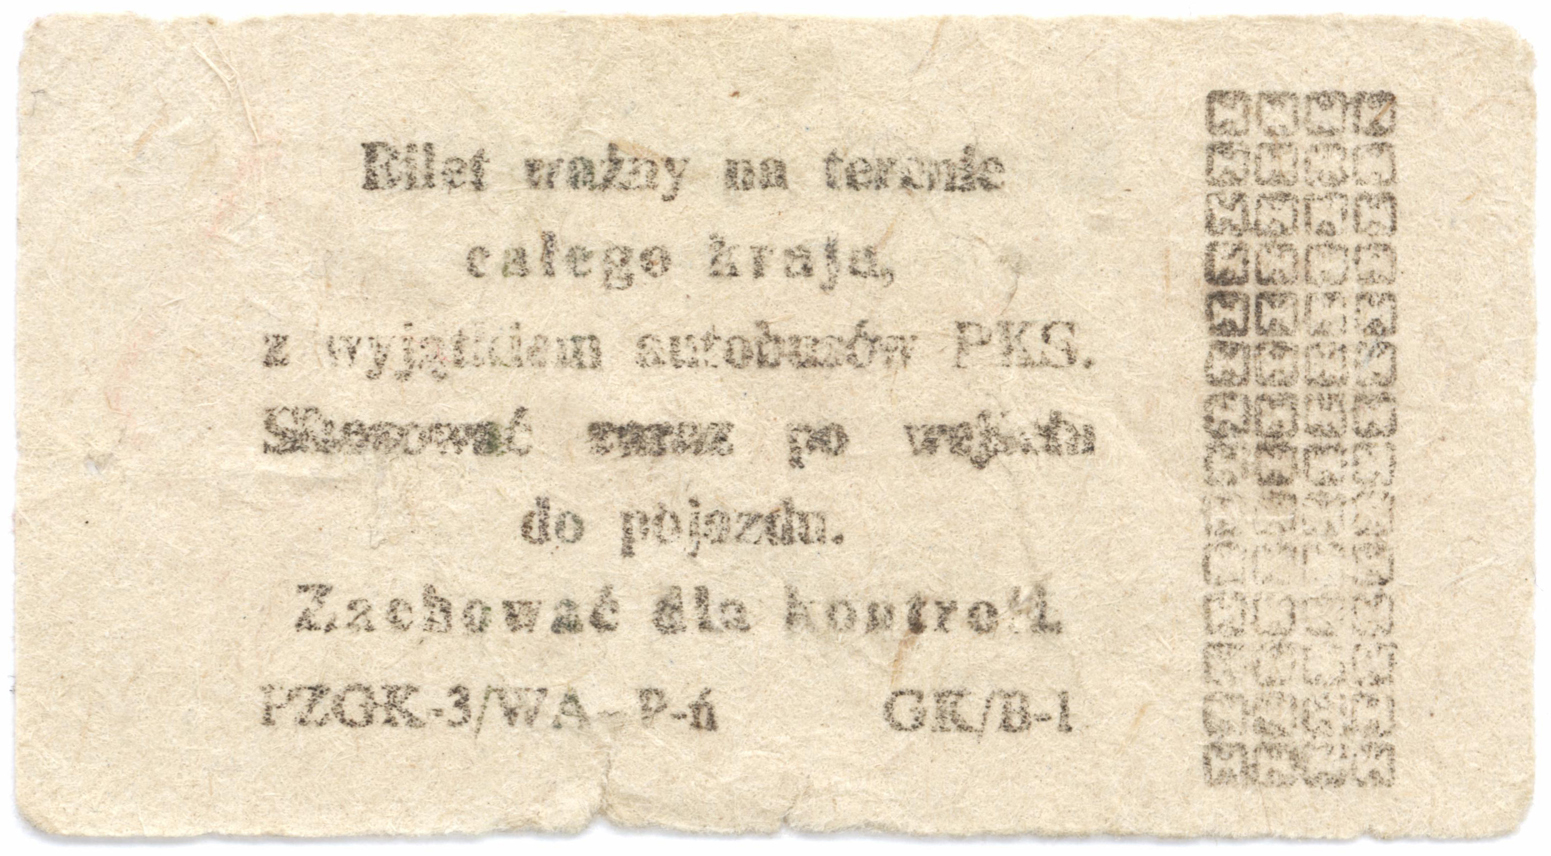 Bilet ważny na terenie
całego kraju,
z wyjątkiem autobusów PKS.
Skasować zaraz po wejściu
do pojazdu.
Zachować dla kontroli.
PZGK-3/WA–P-ń GK/B-1